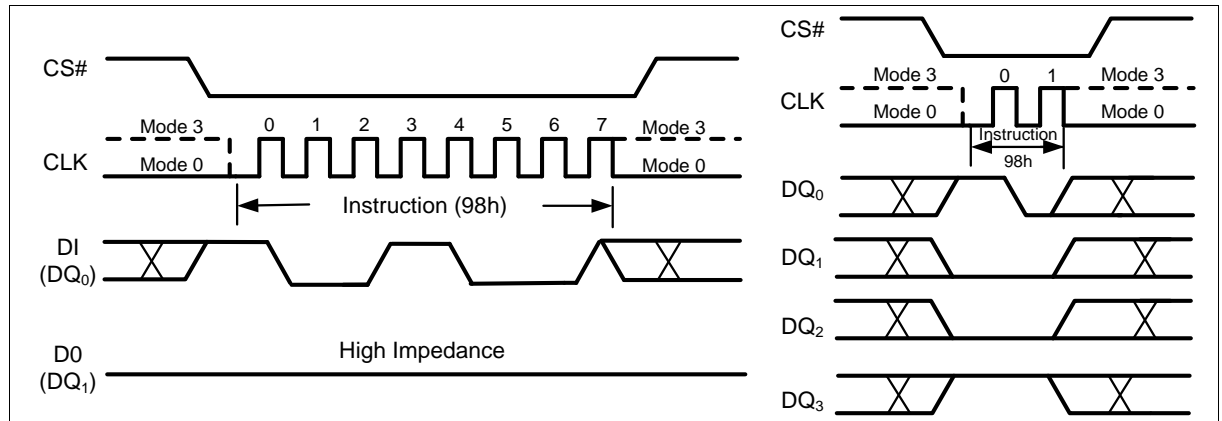 CS#
Mode 3 0 1 2 3 4 5 6 7 Mode 3
CLK Mode 0 Mode 0
Instruction (98h)
DI
(DQ0)
D0
(DQ1)
High Impedance
CS#
Mode 3 0 1 Mode 3
CLK Mode 0 Mode 0
Instruction
98h
DQ0
DQ1
DQ2
DQ3